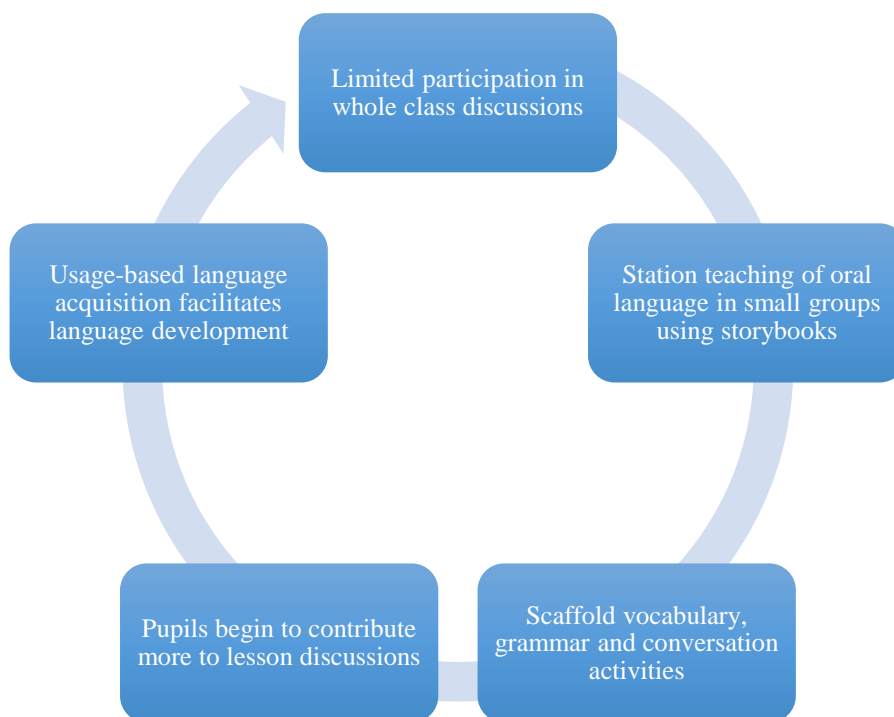 Limited participation in
whole class discussions
Station teaching of oral
language in small groups
using storybooks
Scaffold vocabulary,
grammar and conversation
activities
Pupils begin to contribute
more to lesson discussions
Usage-based language
acquisition facilitates
language development